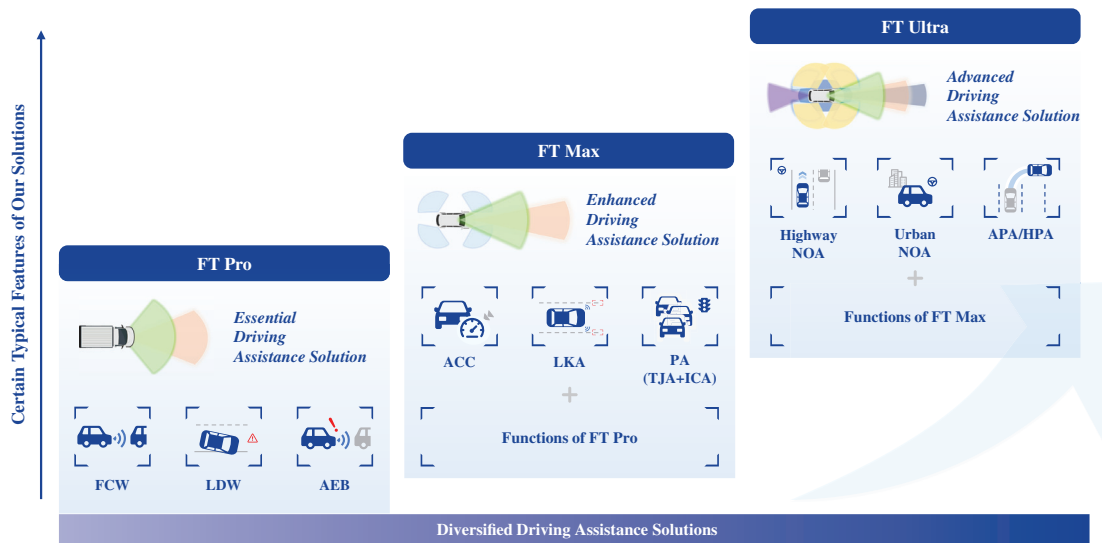 Certain Typical Features of Our Solutions
FT Pro
Essential
Driving
Assistance Solution
FCW
LDW
AEB
FT Max
Enhanced
Driving
Assistance Solution
ACC
LKA
PA
(TJA+ICA)
+
Functions of FT Pro
FT Ultra
Advanced
Driving
Assistance Solution
Highway
NOA
Urban
NOA
APA/HPA
+
Functions of FT Max
Diversified Driving Assistance Solutions